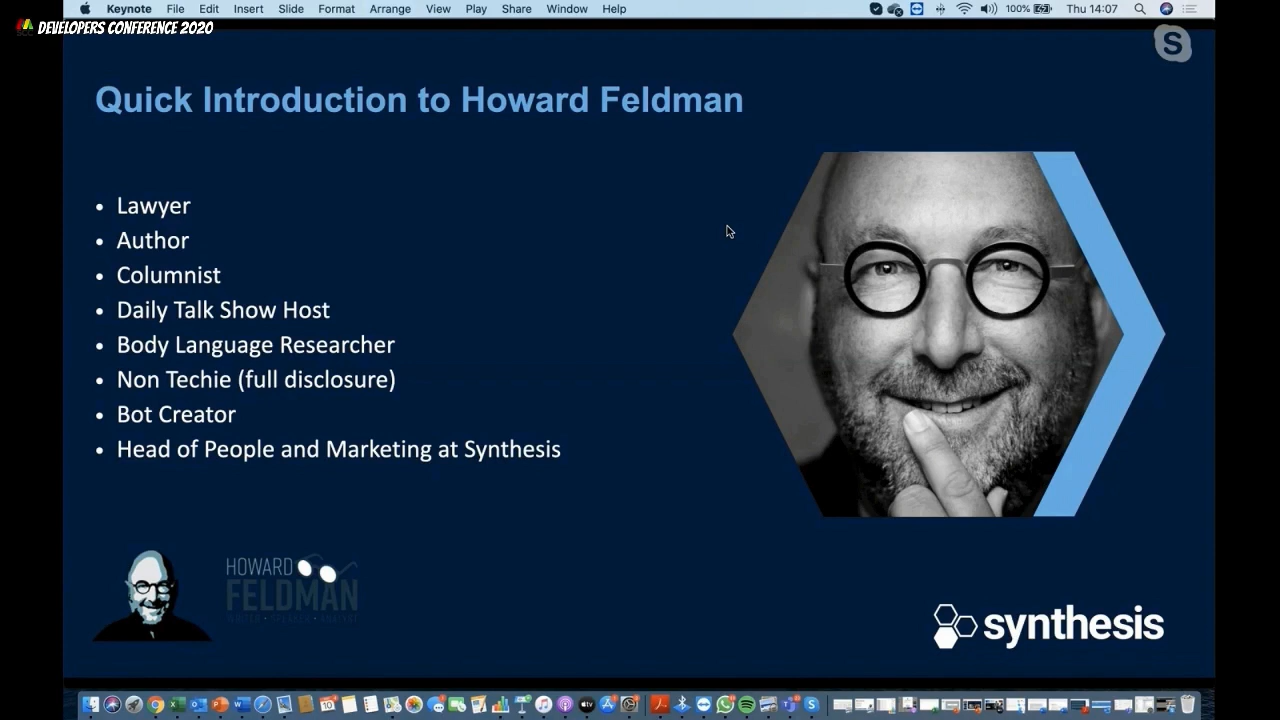 Keynote File Edit Insert Slide Format Arrange View Play Share Window Help 100% Thu 14:07
DEVELOPERS CONFERENCE 2020
Quick Introduction to Howard Feldman
• Lawyer
• Author
• Columnist
• Daily Talk Show Host
• Body Language Researcher
• Non Techie (full disclosure)
• Bot Creator
• Head of People and Marketing at Synthesis
HOWARD
FELDMAN
synthesis